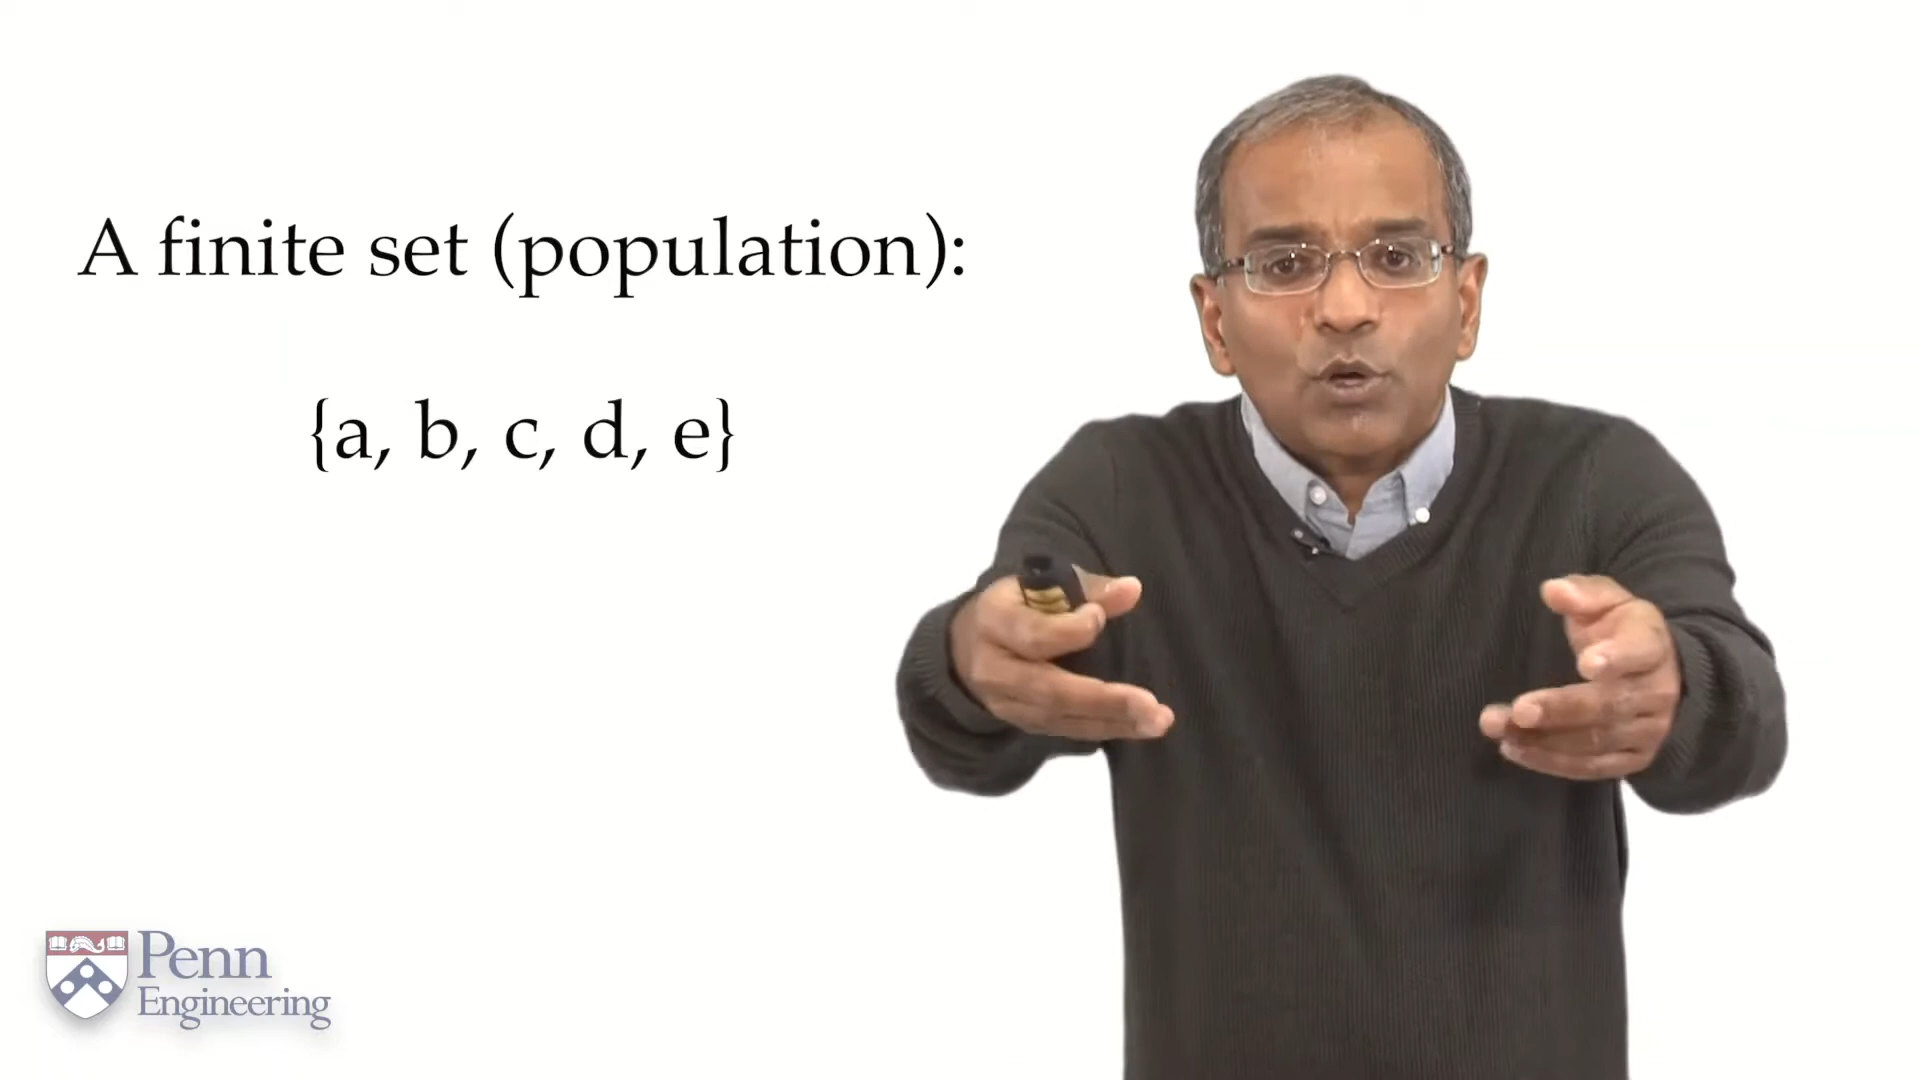 A finite set (population):
{a, b, c, d, e}
Penn
Engineering